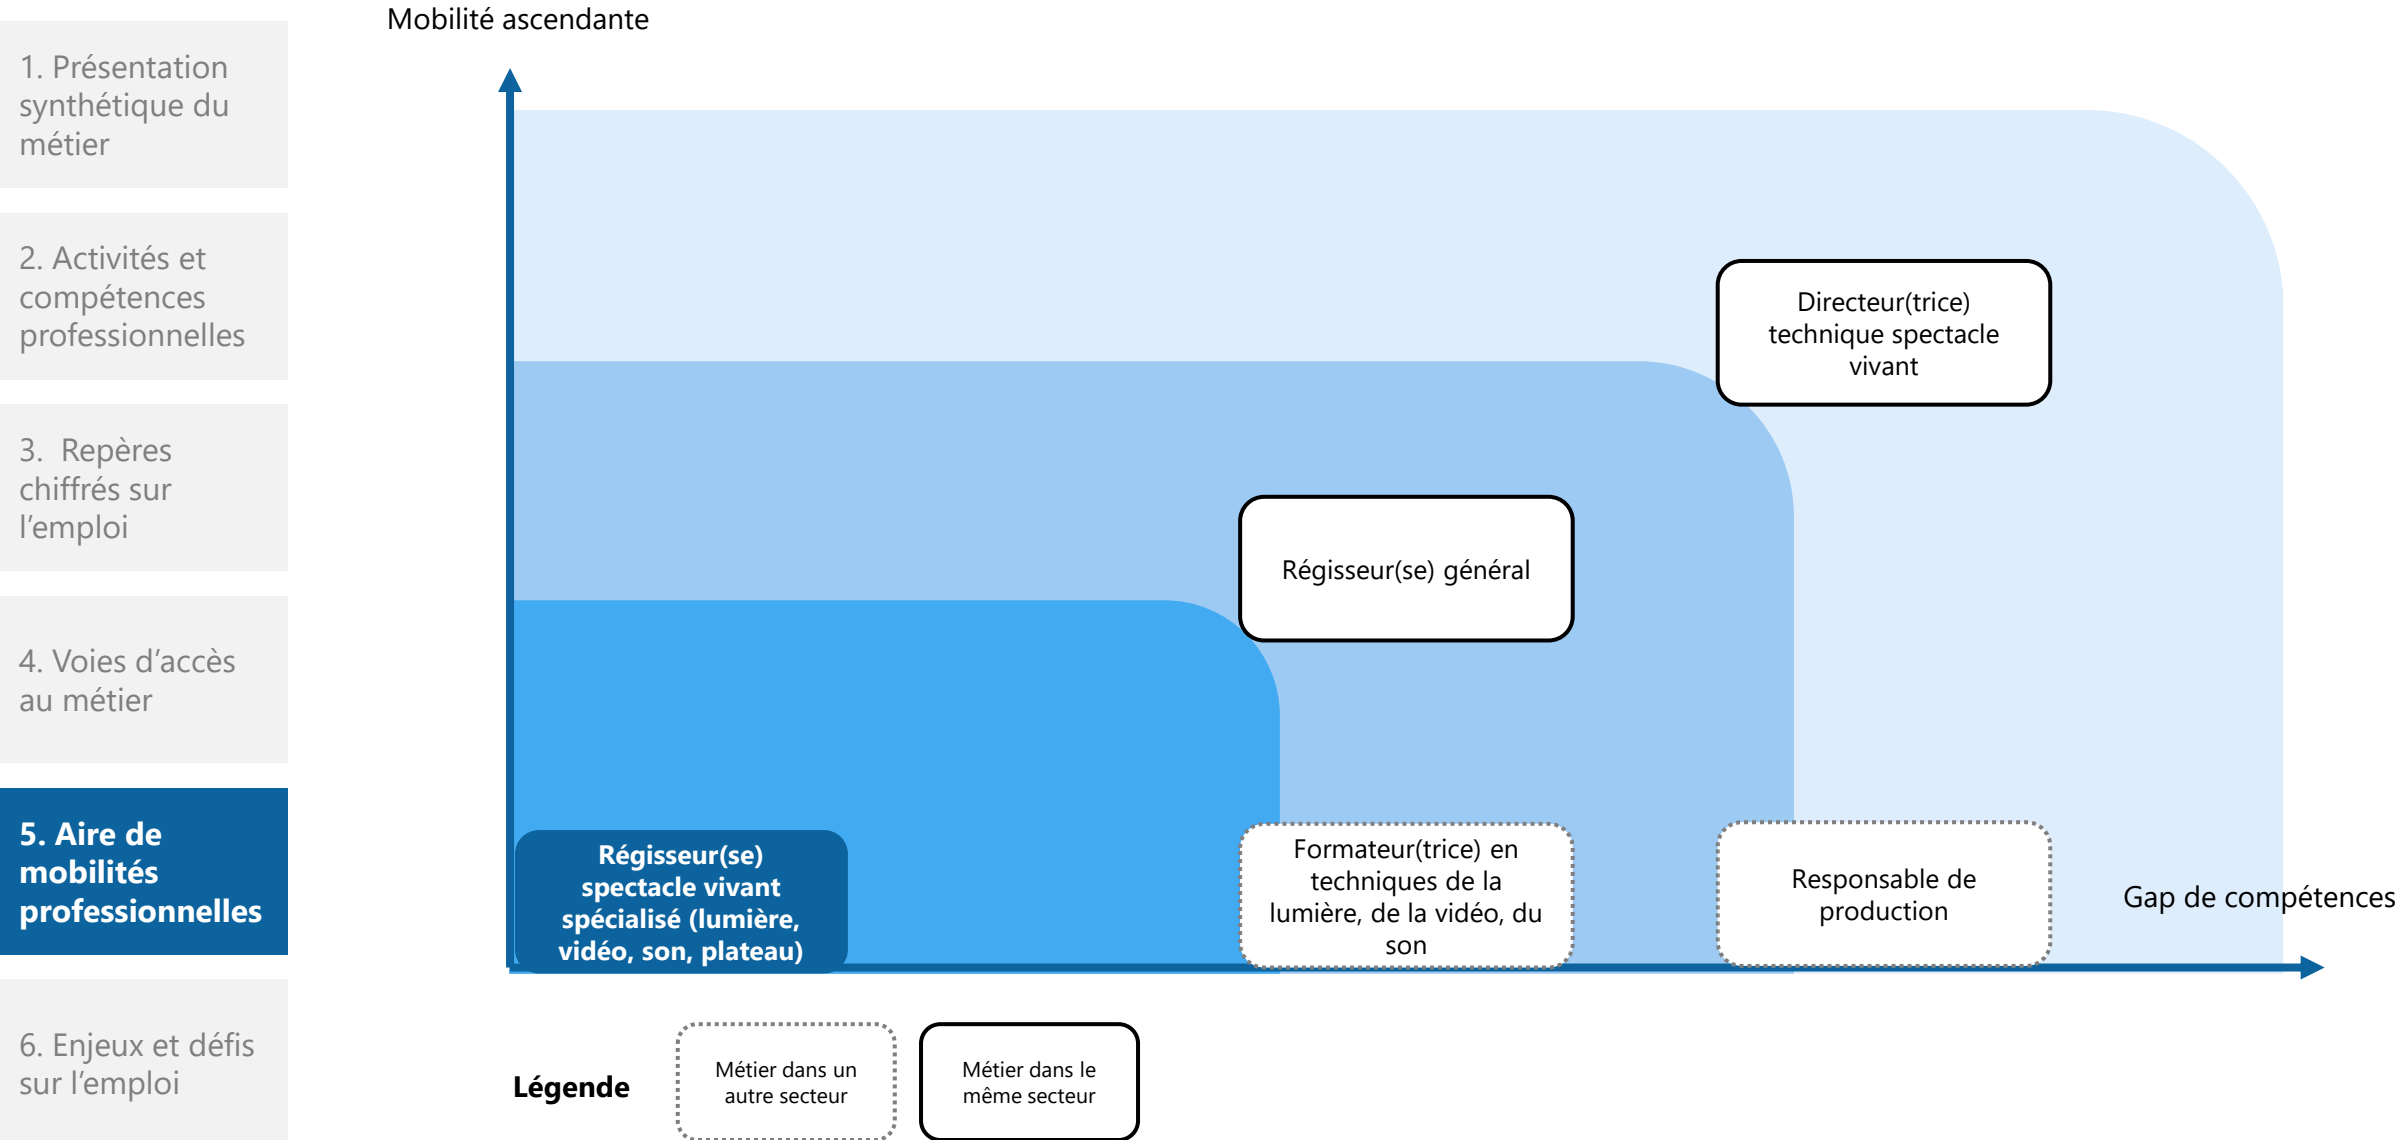 Mobilité ascendante
1. Présentation
synthétique du
métier
2. Activités et
compétences
professionnelles
3.  Repères
chiffrés sur
l’emploi
4. Voies d’accès
au métier
5. Aire de
mobilités
professionnelles
6. Enjeux et défis
sur l’emploi
Directeur(trice)
technique spectacle
vivant
Régisseur(se) général
Régisseur(se)
spectacle vivant
spécialisé (lumière,
vidéo, son, plateau)
Formateur(trice) en
techniques de la
lumière, de la vidéo, du
son
Responsable de
production
Gap de compétences
Légende
Métier dans un
autre secteur
Métier dans le
même secteur